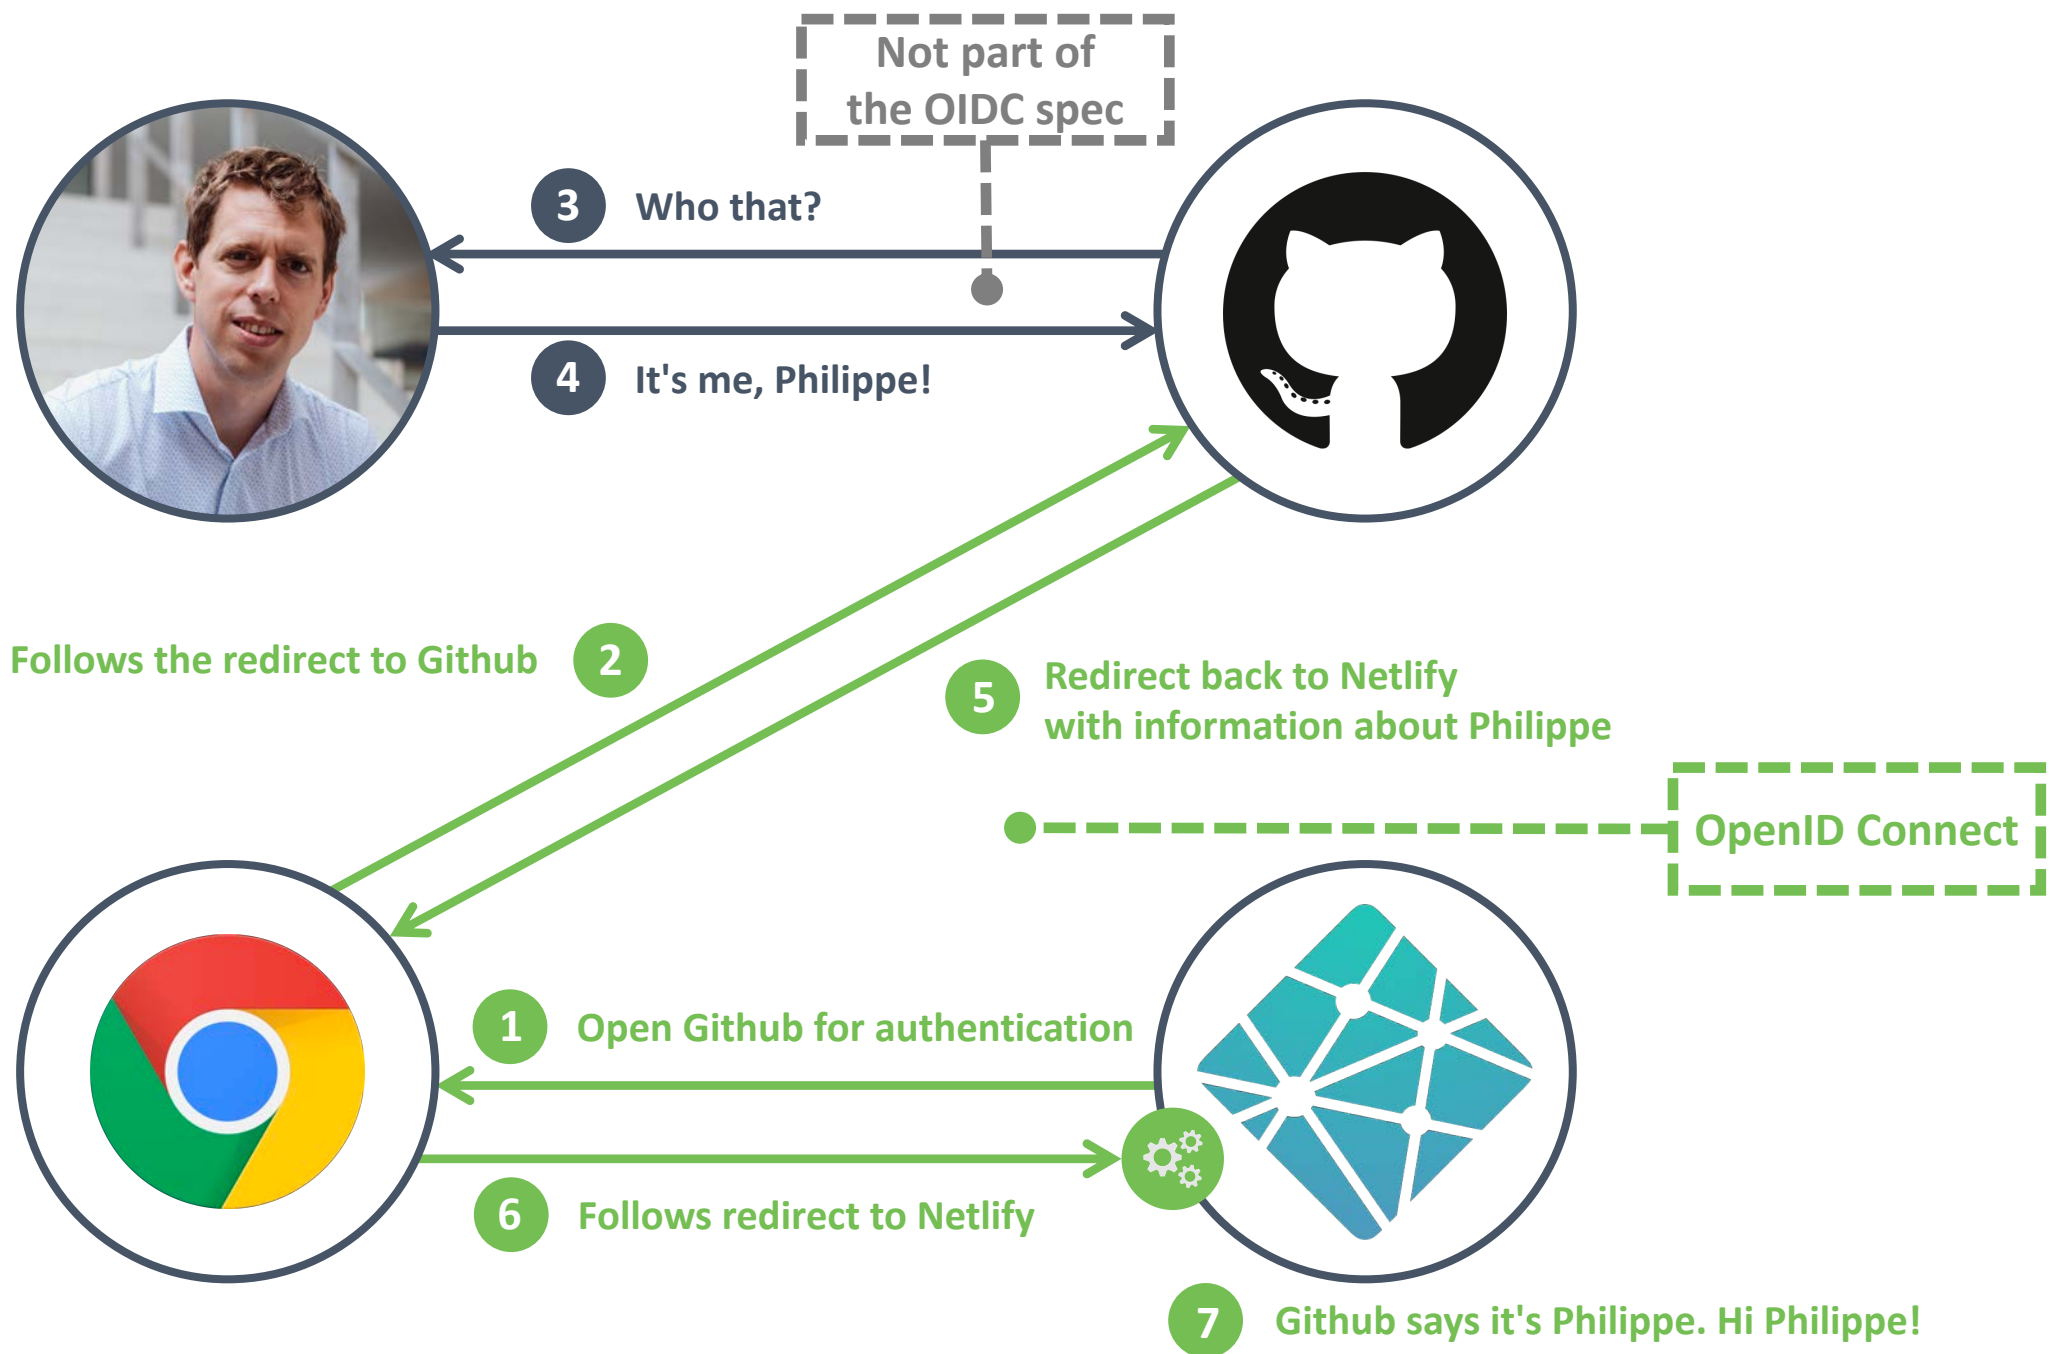 Not part of
the OIDC spec
3 Who that?
4 It's me, Philippe!
Follows the redirect to Github 2
5 Redirect back to Netlify
with information about Philippe
OpenID Connect
1 Open Github for authentication
6 Follows redirect to Netlify
7 Github says it's Philippe. Hi Philippe!